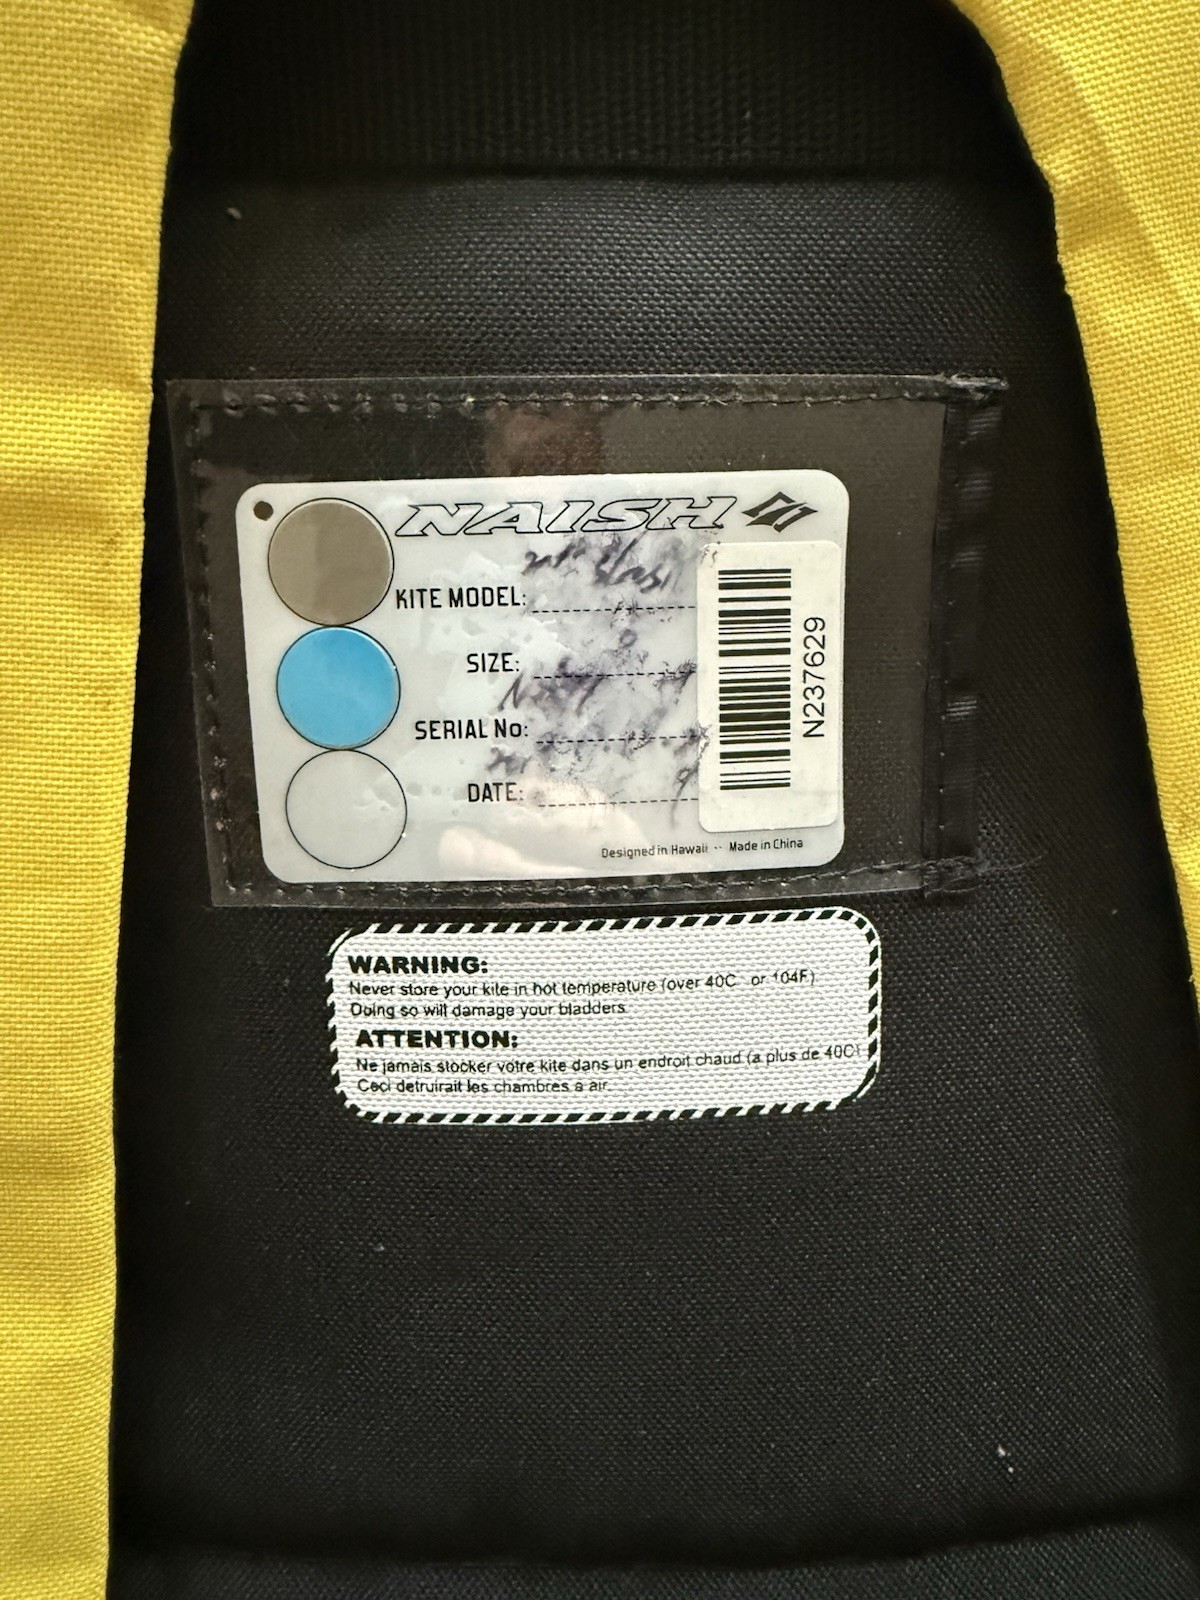 NAISH
KITE MODEL:
SIZE:
SERIAL No:
DATE:
N237629
Designed in Hawaii -- Made in China
WARNING:
Never store your kite in hot temperature (over 40C or 104F)
Doing so will damage your bladders
ATTENTION:
Ne jamais stocker votre kite dans un endroit chaud (a plus de 40C)
Ceci detruirait les chambres a air